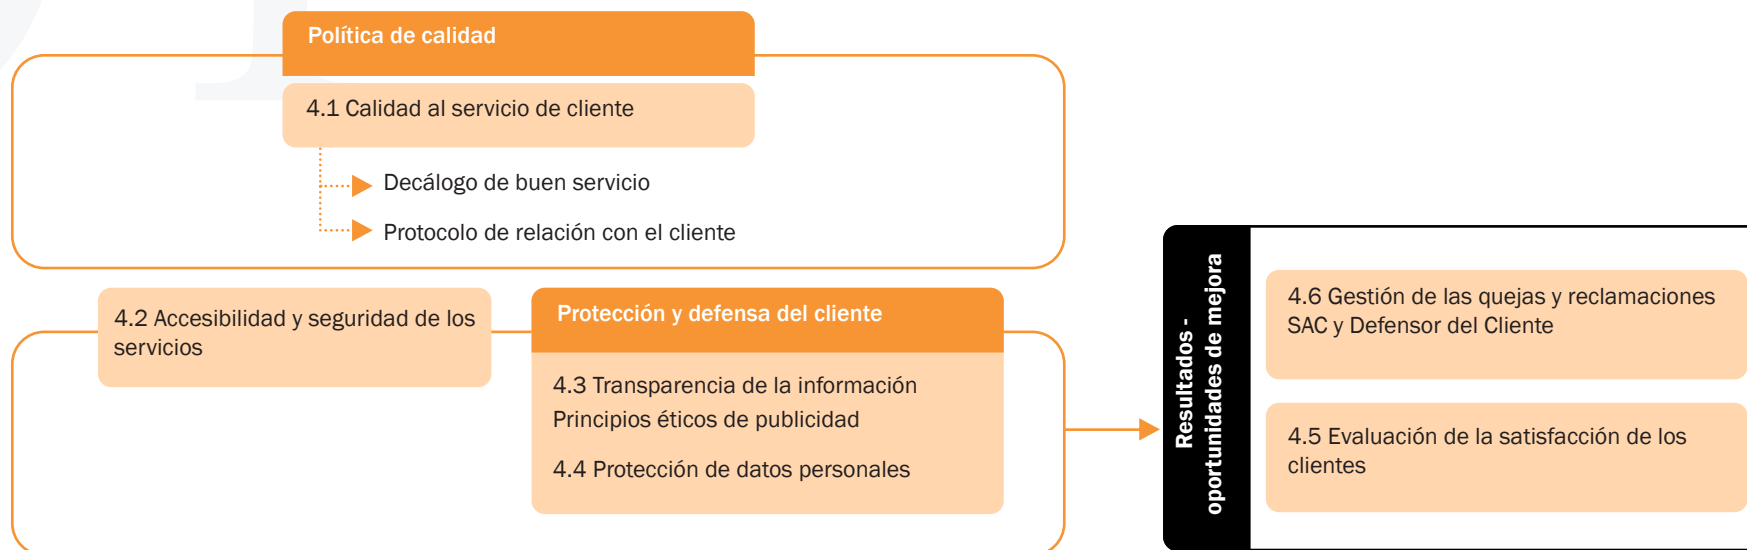 Política de calidad
4.1 Calidad al servicio de cliente
Decálogo de buen servicio
Protocolo de relación con el cliente
4.2 Accesibilidad y seguridad de los
servicios
Protección y defensa del cliente
4.3 Transparencia de la información
Principios éticos de publicidad
4.4 Protección de datos personales
Resultados -
oportunidades de mejora
4.6 Gestión de las quejas y reclamaciones
SAC y Defensor del Cliente
4.5 Evaluación de la satisfacción de los
clientes